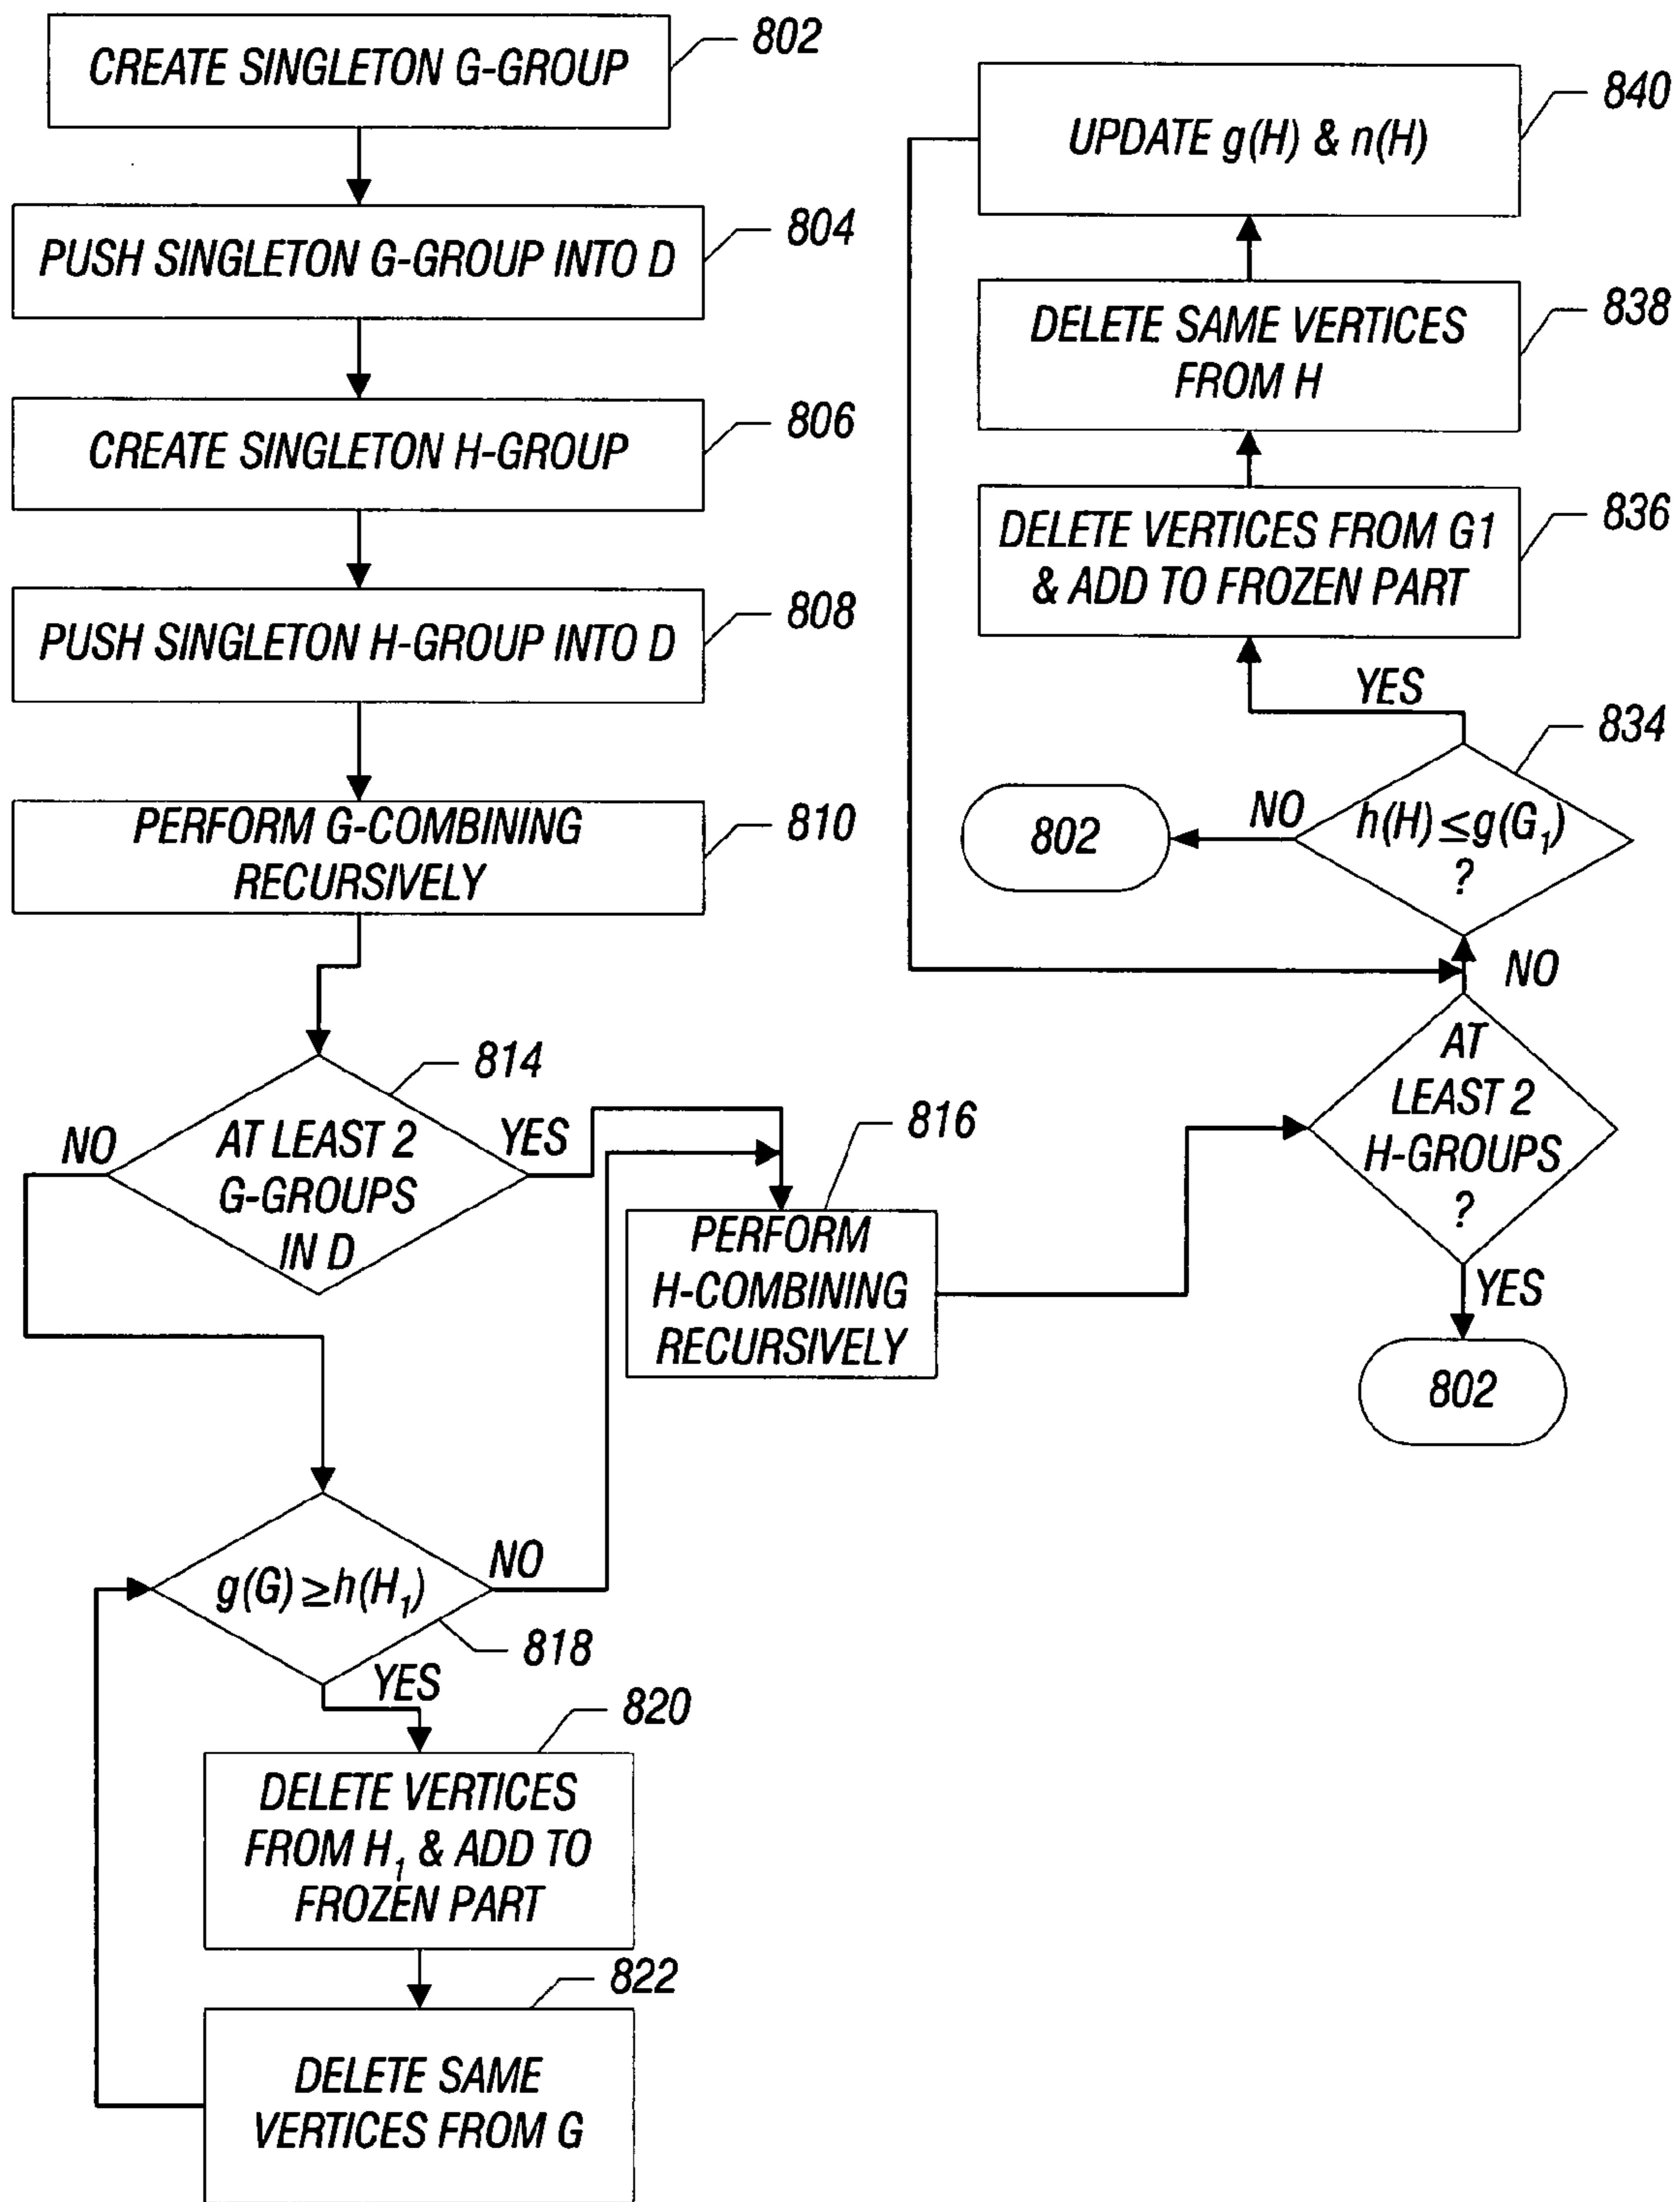 CREATE SINGLETON G-GROUP
802
PUSH SINGLETON G-GROUP INTO D
804
CREATE SINGLETON H-GROUP
806
PUSH SINGLETON H-GROUP INTO D
808
PERFORM G-COMBINING
RECURSIVELY
810
814
AT LEAST 2
G-GROUPS
IN D
NO
YES
816
PERFORM
H-COMBINING
RECURSIVELY
g(G) ≥ h(H₁)
NO
818
YES
820
DELETE VERTICES
FROM H₁ & ADD TO
FROZEN PART
822
DELETE SAME
VERTICES FROM G
840
UPDATE g(H) & n(H)
838
DELETE SAME VERTICES
FROM H
836
DELETE VERTICES FROM G1
& ADD TO FROZEN PART
YES
834
h(H) ≤ g(G₁)
?
NO
802
NO
AT
LEAST 2
H-GROUPS
?
YES
802